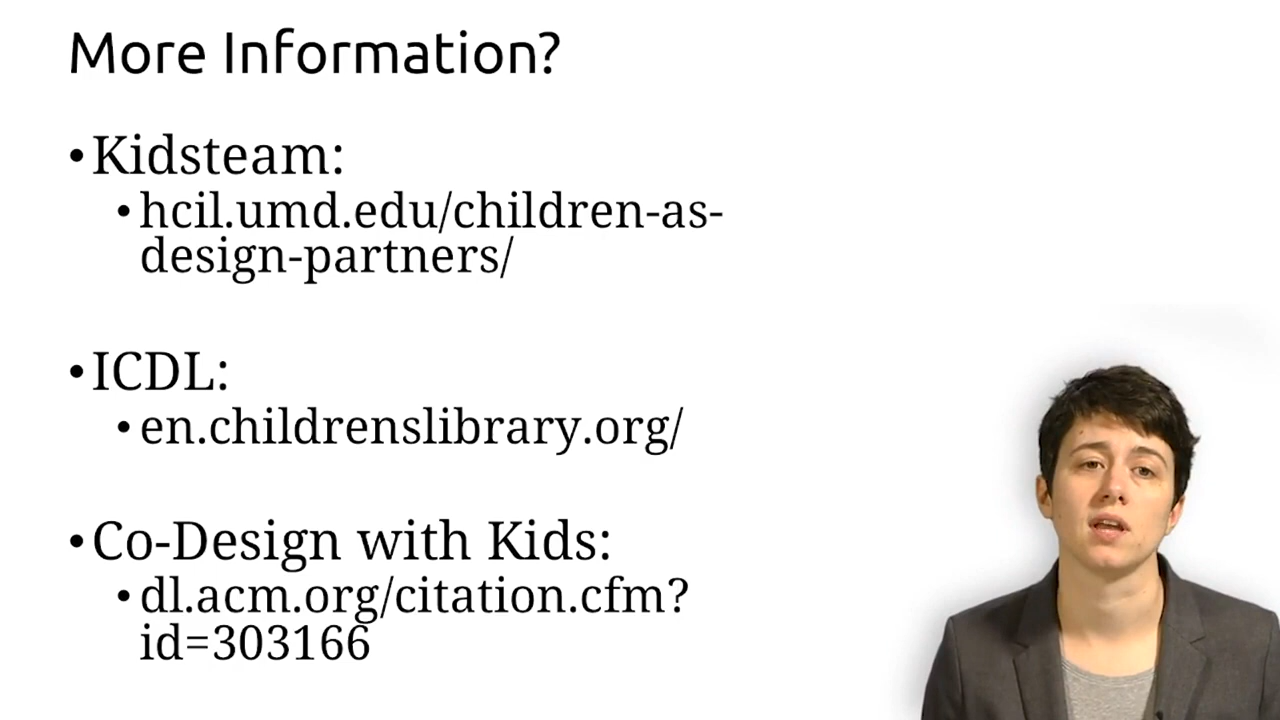 More Information?
•Kidsteam:
•hcil.umd.edu/children-as-
design-partners/
•ICDL:
•en.childrenslibrary.org/
•Co-Design with Kids:
•dl.acm.org/citation.cfm?
id=303166